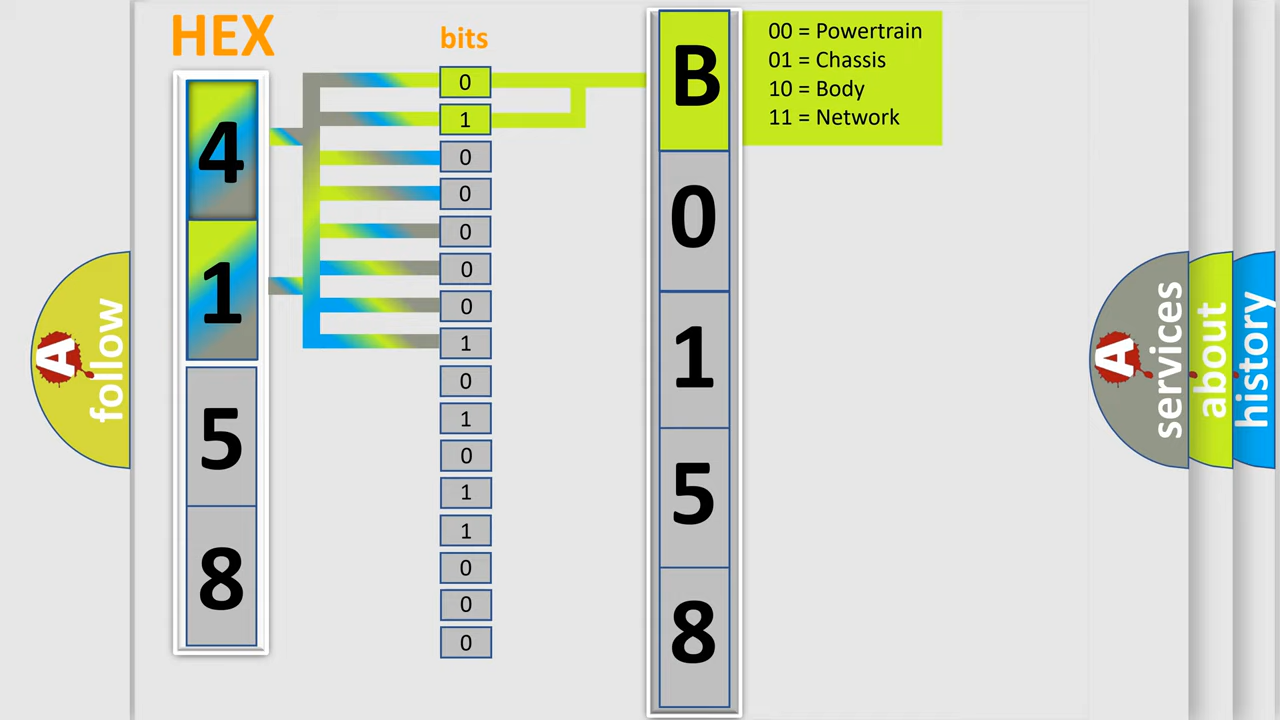 HEX
4
1
5
8
bits
0
1
0
0
0
0
0
1
0
1
0
1
1
0
0
0
B
0
1
5
8
00 = Powertrain
01 = Chassis
10 = Body
11 = Network
A
follow
A
services
about
history